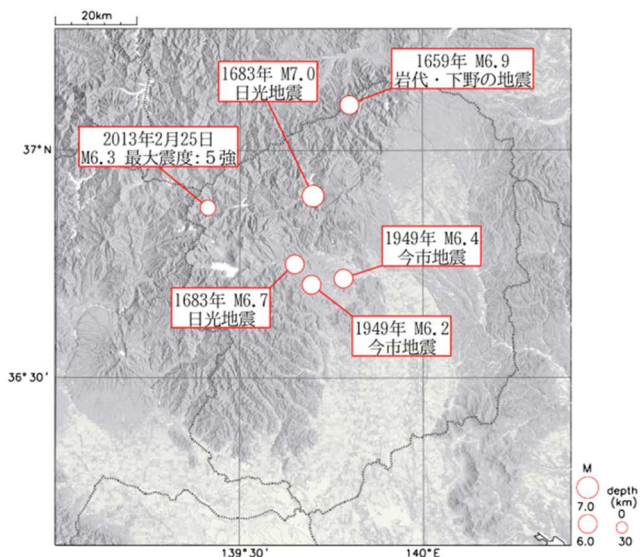 20km
1659年 M6.9
岩代・下野の地震
1683年 M7.0
日光地震
2013年2月25日
M6.3 最大震度:5強
37°N
1949年 M6.4
今市地震
1683年 M6.7
日光地震
1949年 M6.2
今市地震
36°30'
M
7.0
6.0
depth
(km)
0
30
139°30'
140°E